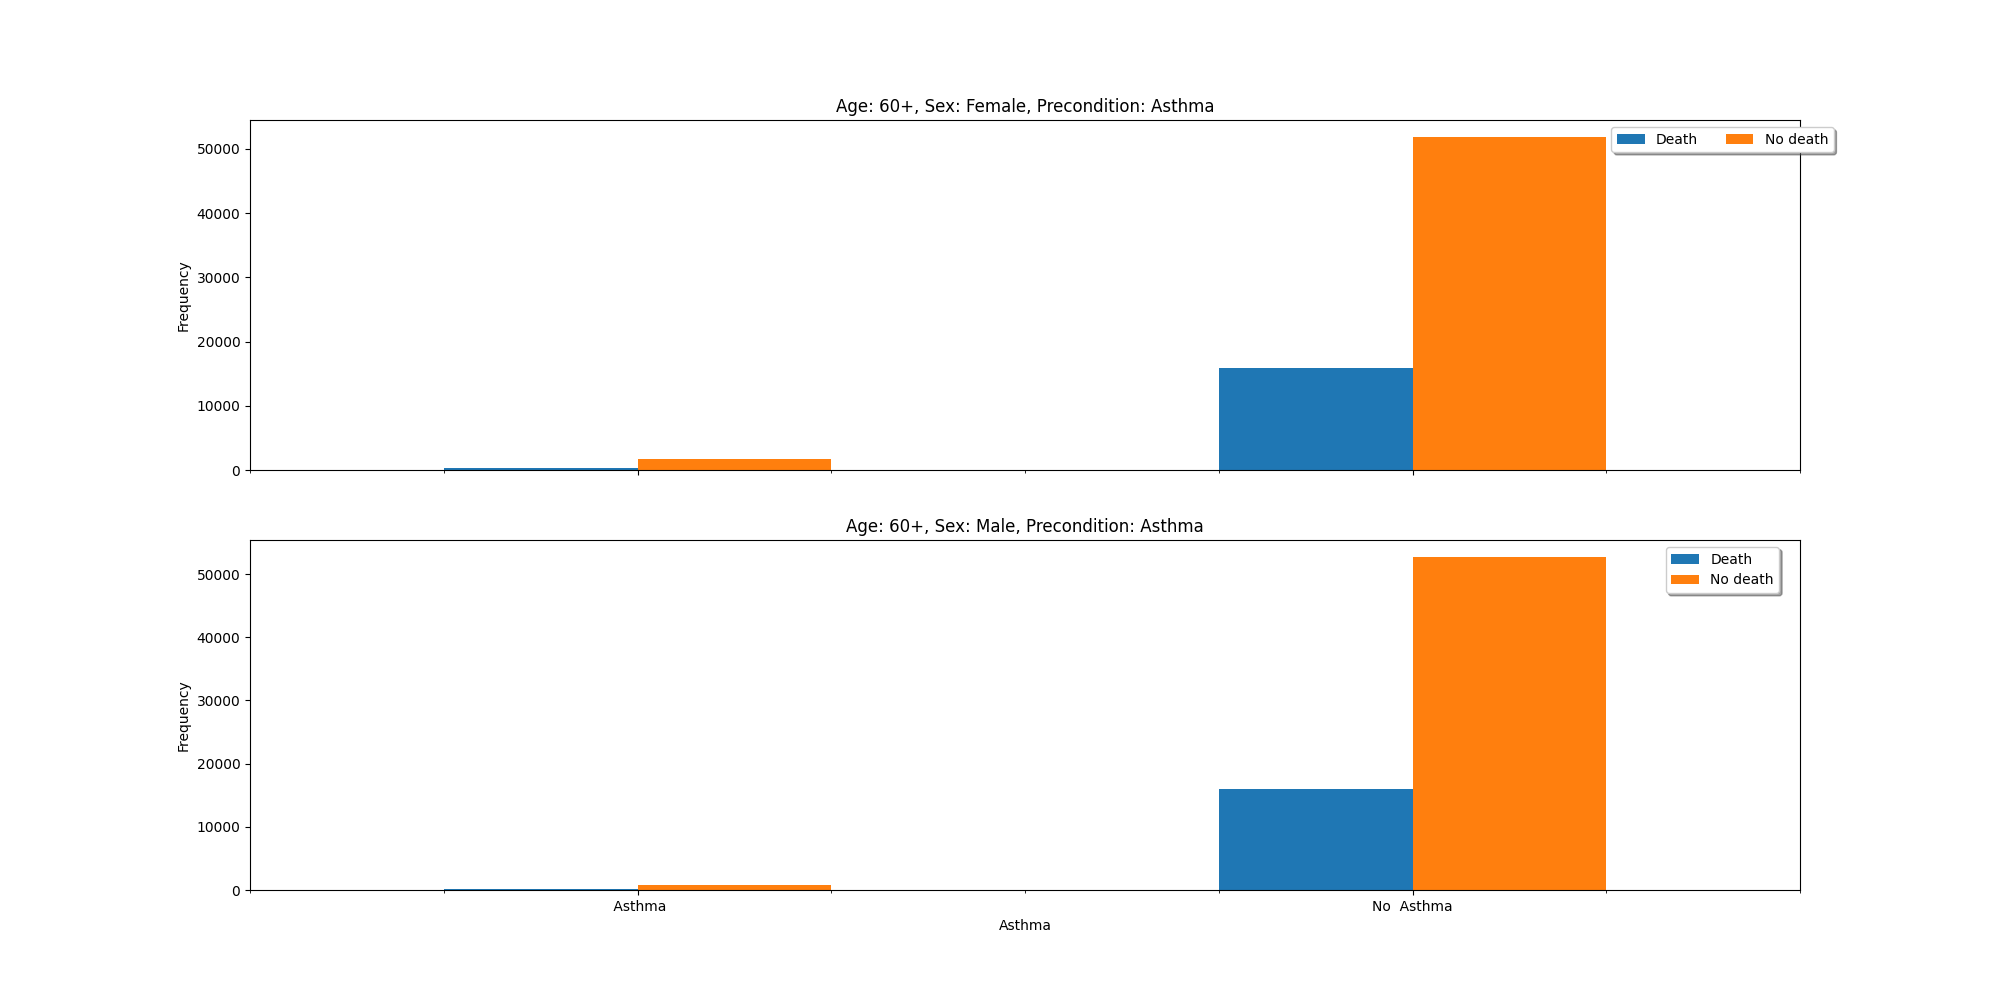 Age: 60+, Sex: Female, Precondition: Asthma
Death No death
50000
40000
30000
20000
10000
0
Frequency
Age: 60+, Sex: Male, Precondition: Asthma
Death
No death
50000
40000
30000
20000
10000
0
Frequency
Asthma No  Asthma
Asthma